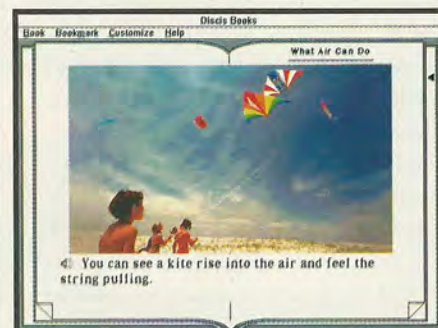 Discis Books
Book Bookmark Customize Help
What Air Can Do
You can see a kite rise into the air and feel the
string pulling.